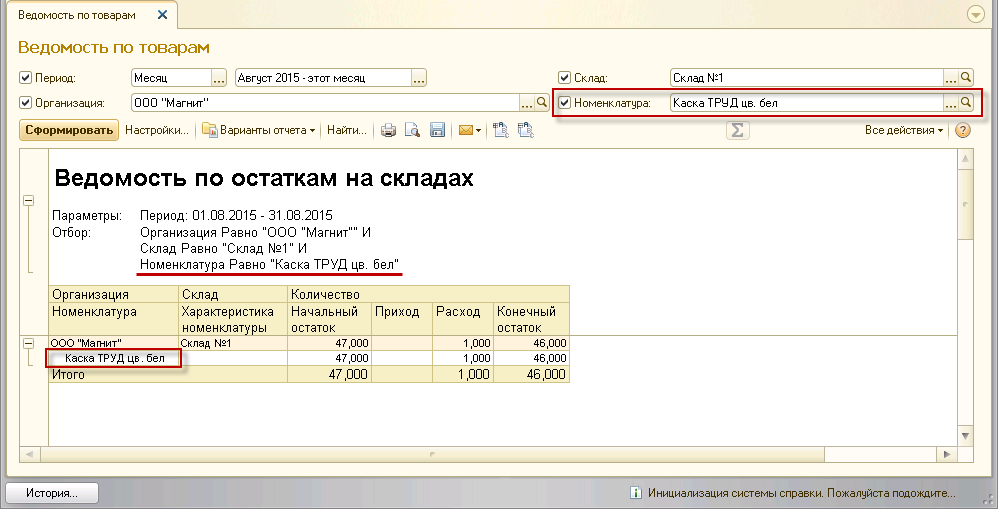 Ведомость по товарам
Ведомость по товарам
Период: Месяц ... Август 2015 - этот месяц ... Склад: Склад №1 ...
Организация: ООО "Магнит" ... Номенклатура: Каска ТРУД цв. бел ...
Сформировать Настройки... Варианты отчета Найти... Σ Все действия ?
Ведомость по остаткам на складах
Параметры: Период: 01.08.2015 - 31.08.2015
Отбор: Организация Равно "ООО "Магнит"" И
Склад Равно "Склад №1" И
Номенклатура Равно "Каска ТРУД цв. бел"
Организация Склад Количество
Номенклатура Характеристика номенклатуры Начальный остаток Приход Расход Конечный остаток
ООО "Магнит" Склад №1 47,000 1,000 46,000
Каска ТРУД цв. бел 47,000 1,000 46,000
Итого 47,000 1,000 46,000
История... Инициализация системы справки. Пожалуйста подождите...